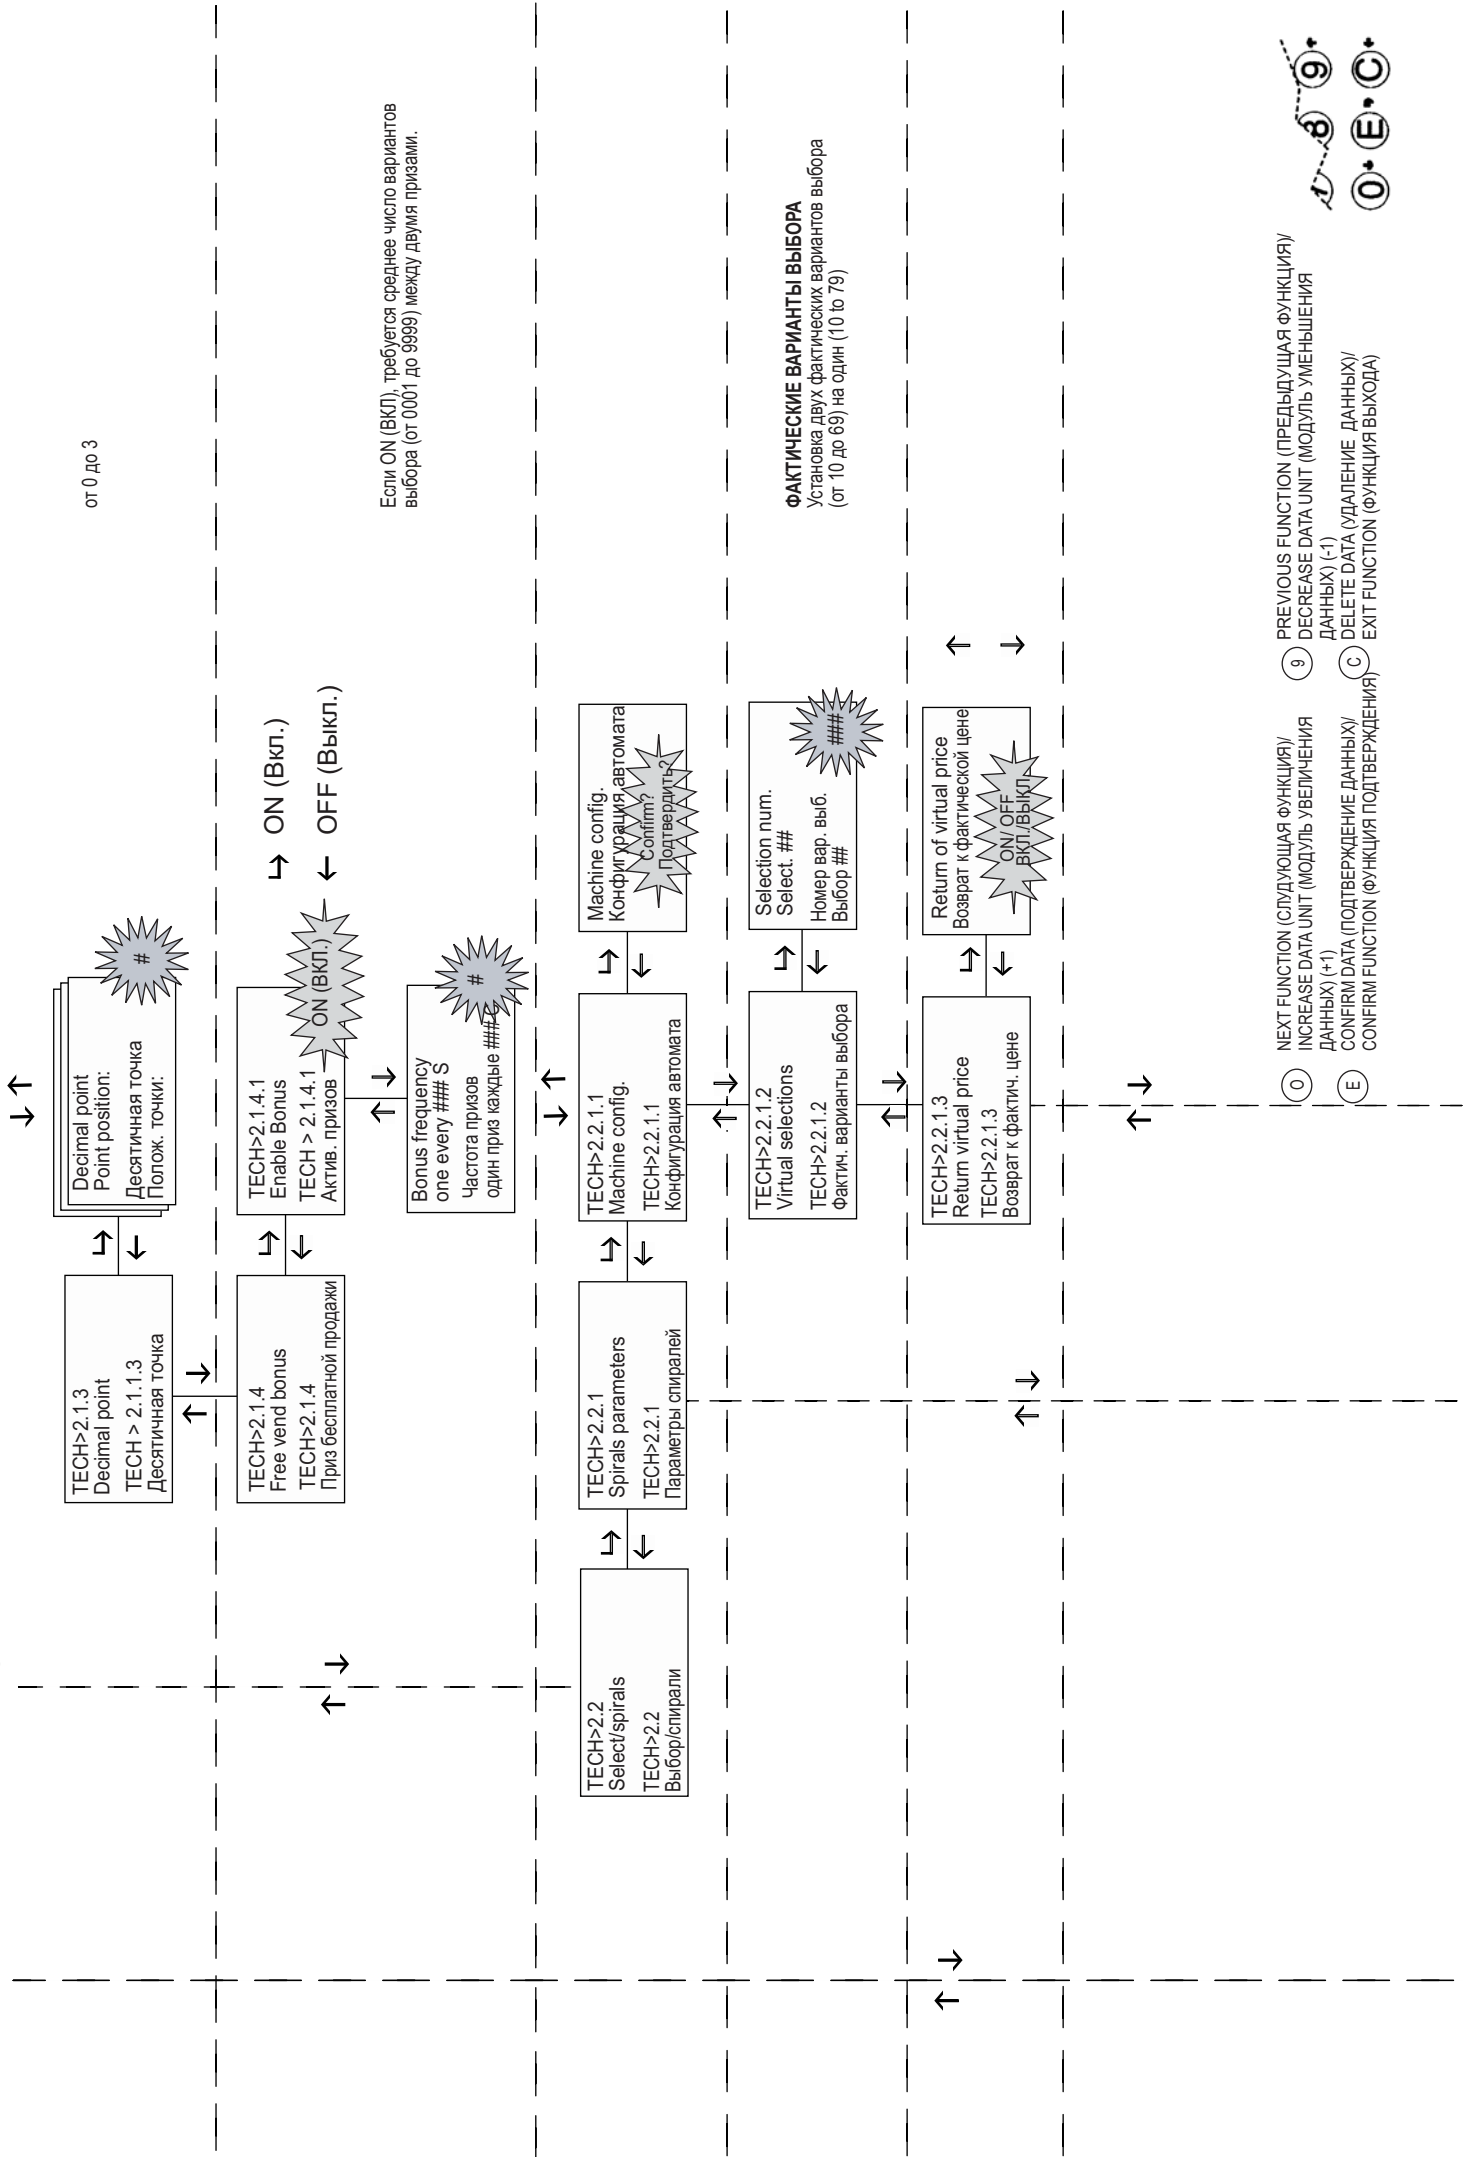 TECH>2.1.3
Decimal point
TECH > 2.1.1.3
Десятичная точка
Decimal point
Point position:
Десятичная точка
Полож. точки:
#
от 0 до 3
TECH>2.1.4
Free vend bonus
TECH>2.1.4
Приз бесплатной продажи
TECH>2.1.4.1
Enable Bonus
TECH > 2.1.4.1
Актив. призов
ON (ВКЛ.)
ON (Вкл.)
OFF (Выкл.)
Bonus frequency
one every ### S
Частота призов
один приз каждые ###
#
Если ON (ВКЛ), требуется среднее число вариантов
выбора (от 0001 до 9999) между двумя призами.
TECH>2.2
Select/spirals
TECH>2.2
Выбор/спирали
TECH>2.2.1
Spirals parameters
TECH>2.2.1
Параметры спиралей
TECH>2.2.1.1
Machine config.
TECH>2.2.1.1
Конфигурация автомата
Machine config.
Конфигурация автомата
Confirm?
Подтвердить?
TECH>2.2.1.2
Virtual selections
TECH>2.2.1.2
Фактич. варианты выбора
Selection num.
Select. ##
Номер вар. выб.
Выбор ##
###
ФАКТИЧЕСКИЕ ВАРИАНТЫ ВЫБОРА
Установка двух фактических вариантов выбора
(от 10 до 69) на один (10 to 79)
TECH>2.2.1.3
Return virtual price
TECH>2.2.1.3
Возврат к фактич. цене
Return of virtual price
Возврат к фактической цене
ON/ OFF
ВКЛ./ВЫКЛ
0
NEXT FUNCTION (СЛУДУЮЩАЯ ФУНКЦИЯ)/
INCREASE DATA UNIT (МОДУЛЬ УВЕЛИЧЕНИЯ
ДАННЫХ) (+1)
E
CONFIRM DATA (ПОДТВЕРЖДЕНИЕ ДАННЫХ)/
CONFIRM FUNCTION (ФУНКЦИЯ ПОДТВЕРЖДЕНИЯ)
9
PREVIOUS FUNCTION (ПРЕДЫДУЩАЯ ФУНКЦИЯ)/
DECREASE DATA UNIT (МОДУЛЬ УМЕНЬШЕНИЯ
ДАННЫХ) (-1)
C
DELETE DATA (УДАЛЕНИЕ ДАННЫХ)/
EXIT FUNCTION (ФУНКЦИЯ ВЫХОДА)
8 9
0 E C